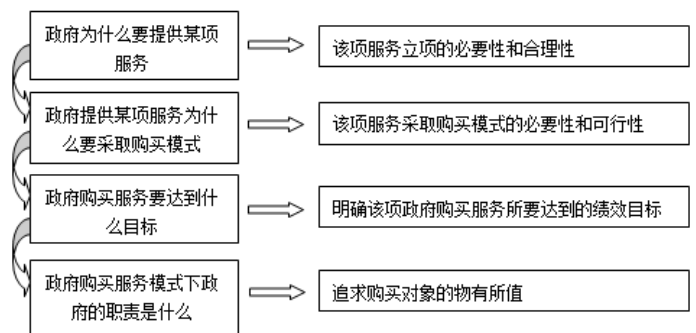 政府为什么要提供某项
服务
该项服务立项的必要性和合理性
政府提供某项服务为什
么要采取购买模式
该项服务采取购买模式的必要性和可行性
政府购买服务要达到什
么目标
明确该项政府购买服务所要达到的绩效目标
政府购买服务模式下政
府的职责是什么
追求购买对象的物有所值